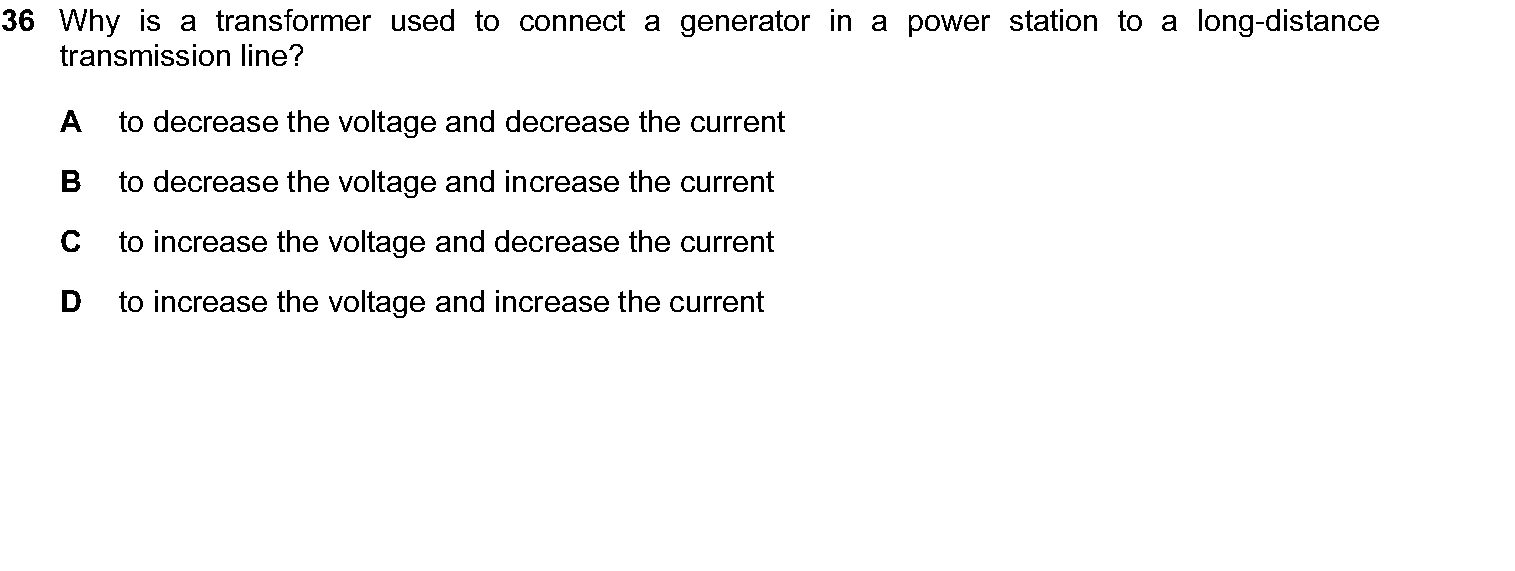 36 Why is a transformer used to connect a generator in a power station to a long-distance
transmission line?
A to decrease the voltage and decrease the current
B to decrease the voltage and increase the current
C to increase the voltage and decrease the current
D to increase the voltage and increase the current